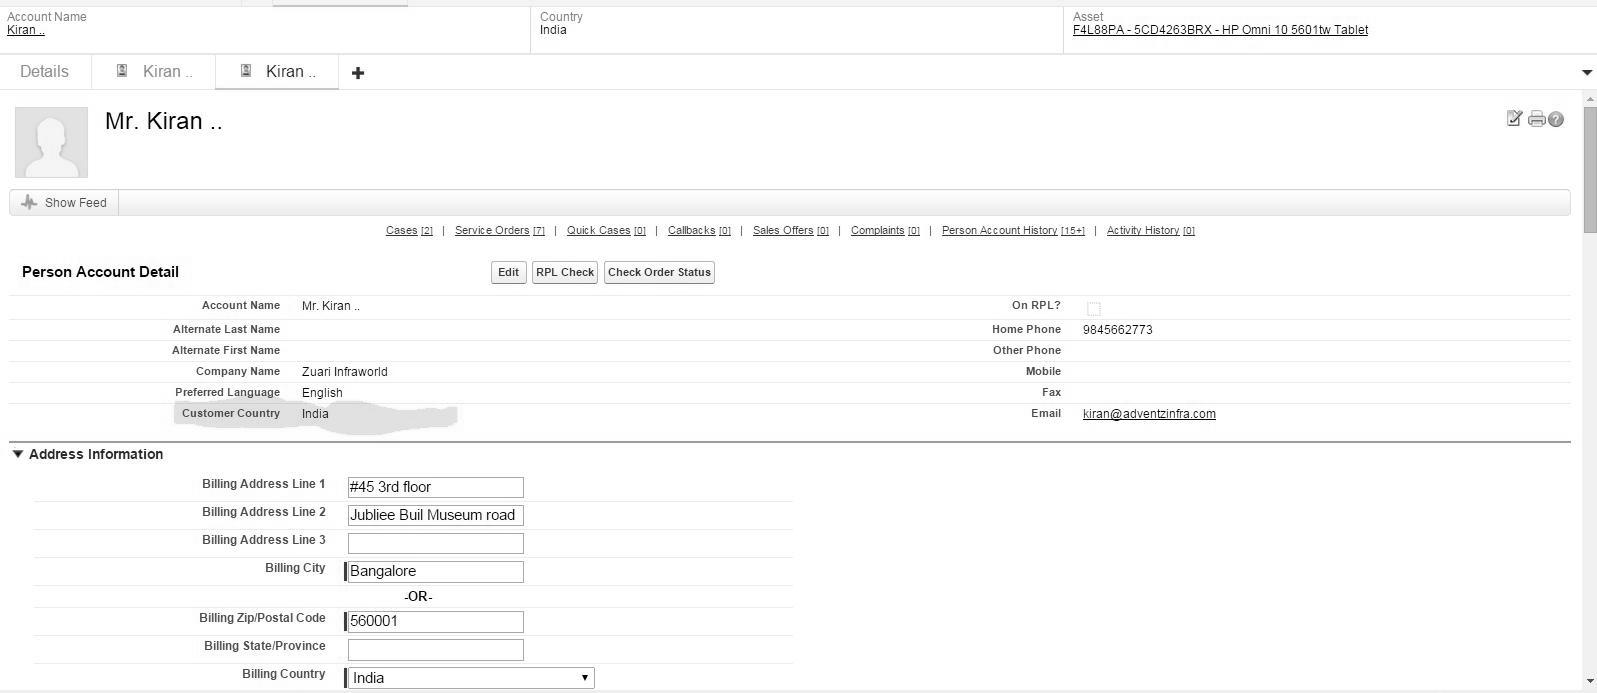 Account Name Country Asset
Kiran .. India F4L88PA - 5CD4263BRX - HP Omni 10 5601tw Tablet
Details Kiran .. Kiran ..
Mr. Kiran ..
Show Feed
Cases [2] | Service Orders [7] | Quick Cases [0] | Callbacks [0] | Sales Offers [0] | Complaints [0] | Person Account History [15+] | Activity History [0]
Person Account Detail Edit RPL Check Check Order Status
Account Name Mr. Kiran .. On RPL?
Alternate Last Name Home Phone 9845662773
Alternate First Name Other Phone
Company Name Zuari Infraworld Mobile
Preferred Language English Fax
Customer Country India Email kiran@adventzinfra.com
Address Information
Billing Address Line 1 #45 3rd floor
Billing Address Line 2 Jubliee Buil Museum road
Billing Address Line 3
Billing City Bangalore
-OR-
Billing Zip/Postal Code 560001
Billing State/Province
Billing Country India